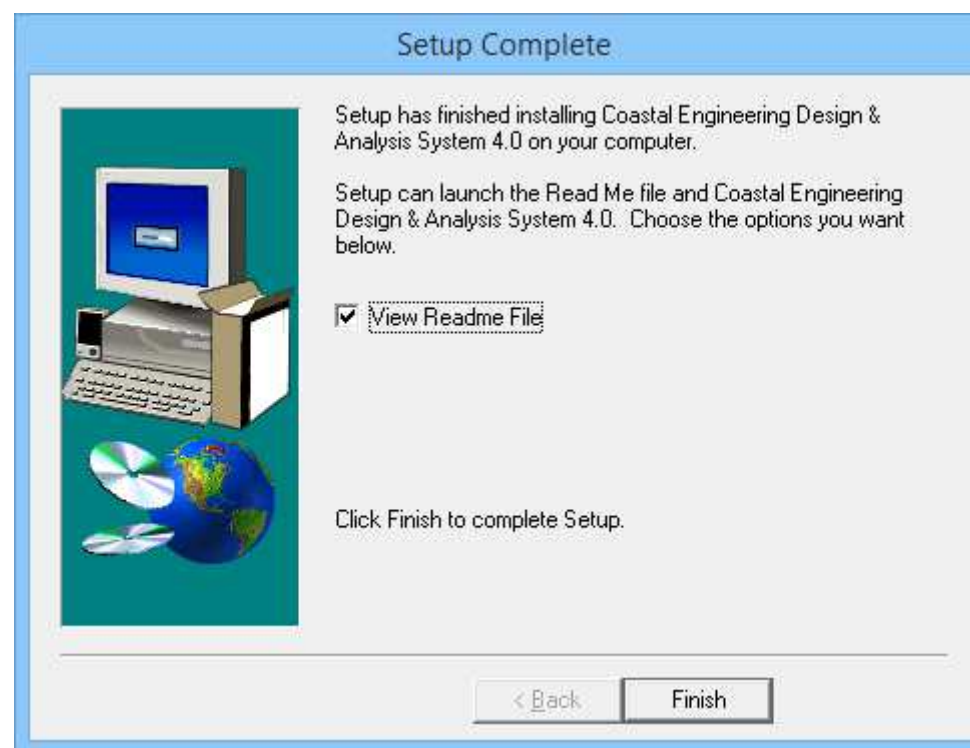 Setup Complete
Setup has finished installing Coastal Engineering Design &
Analysis System 4.0 on your computer.
Setup can launch the Read Me file and Coastal Engineering
Design & Analysis System 4.0.  Choose the options you want
below.
View Readme File
Click Finish to complete Setup.
< Back
Finish